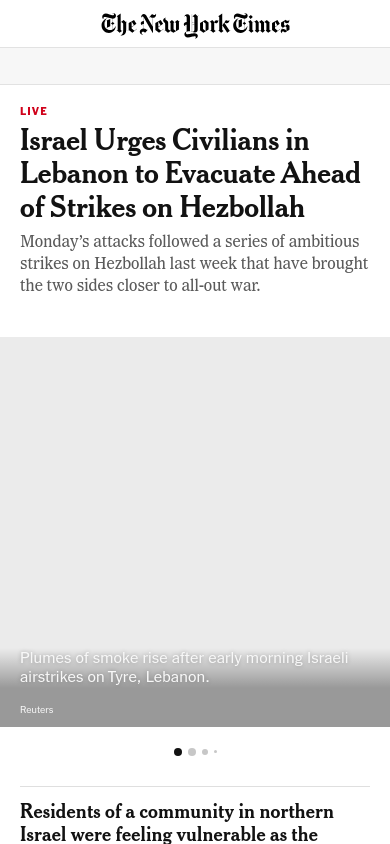 The New York Times
LIVE
Israel Urges Civilians in
Lebanon to Evacuate Ahead
of Strikes on Hezbollah
Monday’s attacks followed a series of ambitious
strikes on Hezbollah last week that have brought
the two sides closer to all-out war.
Plumes of smoke rise after early morning Israeli
airstrikes on Tyre, Lebanon.
Reuters
Residents of a community in northern
Israel were feeling vulnerable as the